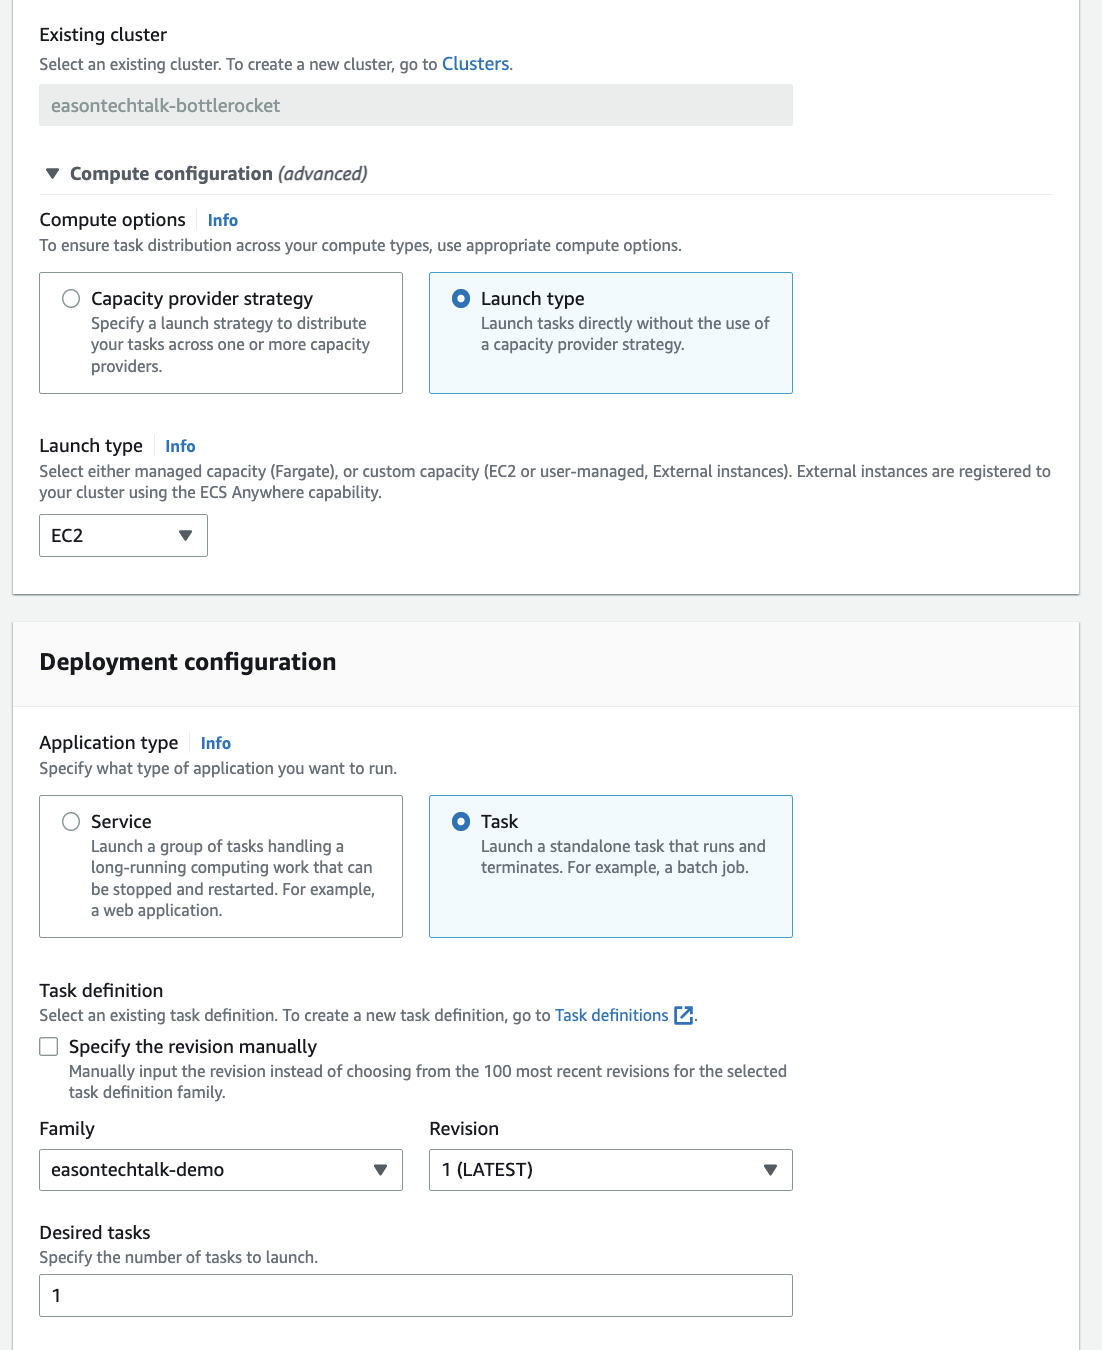 Existing cluster
Select an existing cluster. To create a new cluster, go to Clusters.
easontechtalk-bottlerocket
Compute configuration (advanced)
Compute options Info
To ensure task distribution across your compute types, use appropriate compute options.
Capacity provider strategy
Specify a launch strategy to distribute
your tasks across one or more capacity
providers.
Launch type
Launch tasks directly without the use of
a capacity provider strategy.
Launch type Info
Select either managed capacity (Fargate), or custom capacity (EC2 or user-managed, External instances). External instances are registered to
your cluster using the ECS Anywhere capability.
EC2
Deployment configuration
Application type Info
Specify what type of application you want to run.
Service
Launch a group of tasks handling a
long-running computing work that can
be stopped and restarted. For example,
a web application.
Task
Launch a standalone task that runs and
terminates. For example, a batch job.
Task definition
Select an existing task definition. To create a new task definition, go to Task definitions.
Specify the revision manually
Manually input the revision instead of choosing from the 100 most recent revisions for the selected
task definition family.
Family
easontechtalk-demo
Revision
1 (LATEST)
Desired tasks
Specify the number of tasks to launch.
1